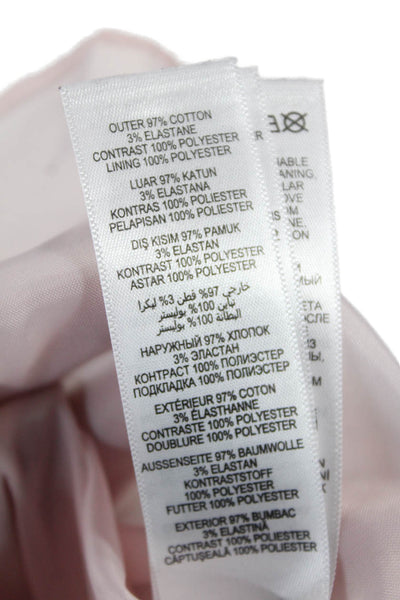 OUTER 97% COTTON
3% ELASTANE
CONTRAST 100% POLYESTER
LINING 100% POLYESTER
LUAR 97% KATUN
3% ELASTANA
KONTRAS 100% POLIESTER
PELAPISAN 100% POLYESTER
DIŞ KISIM 97% PAMUK
3% ELASTAN
KONTRAST 100% POLYESTER
ASTAR 100% POLYESTER
خارجي 97% قطن 3% ليكرا
تباين 100% بوليستر
البطانة 100% بوليستر
НАРУЖНЫЙ 97% ХЛОПОК
3% ЭЛАСТАН
КОНТРАСТ 100% ПОЛИЭСТЕР
ПОДКЛАДКА 100% ПОЛИЭСТЕР
EXTÉRIEUR 97% COTON
3% ÉLASTHANNE
CONTRASTE 100% POLYESTER
DOUBLURE 100% POLYESTER
AUSSENSEITE 97% BAUMWOLLE
3% ELASTAN
KONTRASTSTOFF
100% POLYESTER
FUTTER 100% POLYESTER
EXTERIOR 97% BUMBAC
3% ELASTINĂ
CONTRAST 100% POLIESTER
CĂPTUŞEALĂ 100% POLIESTER